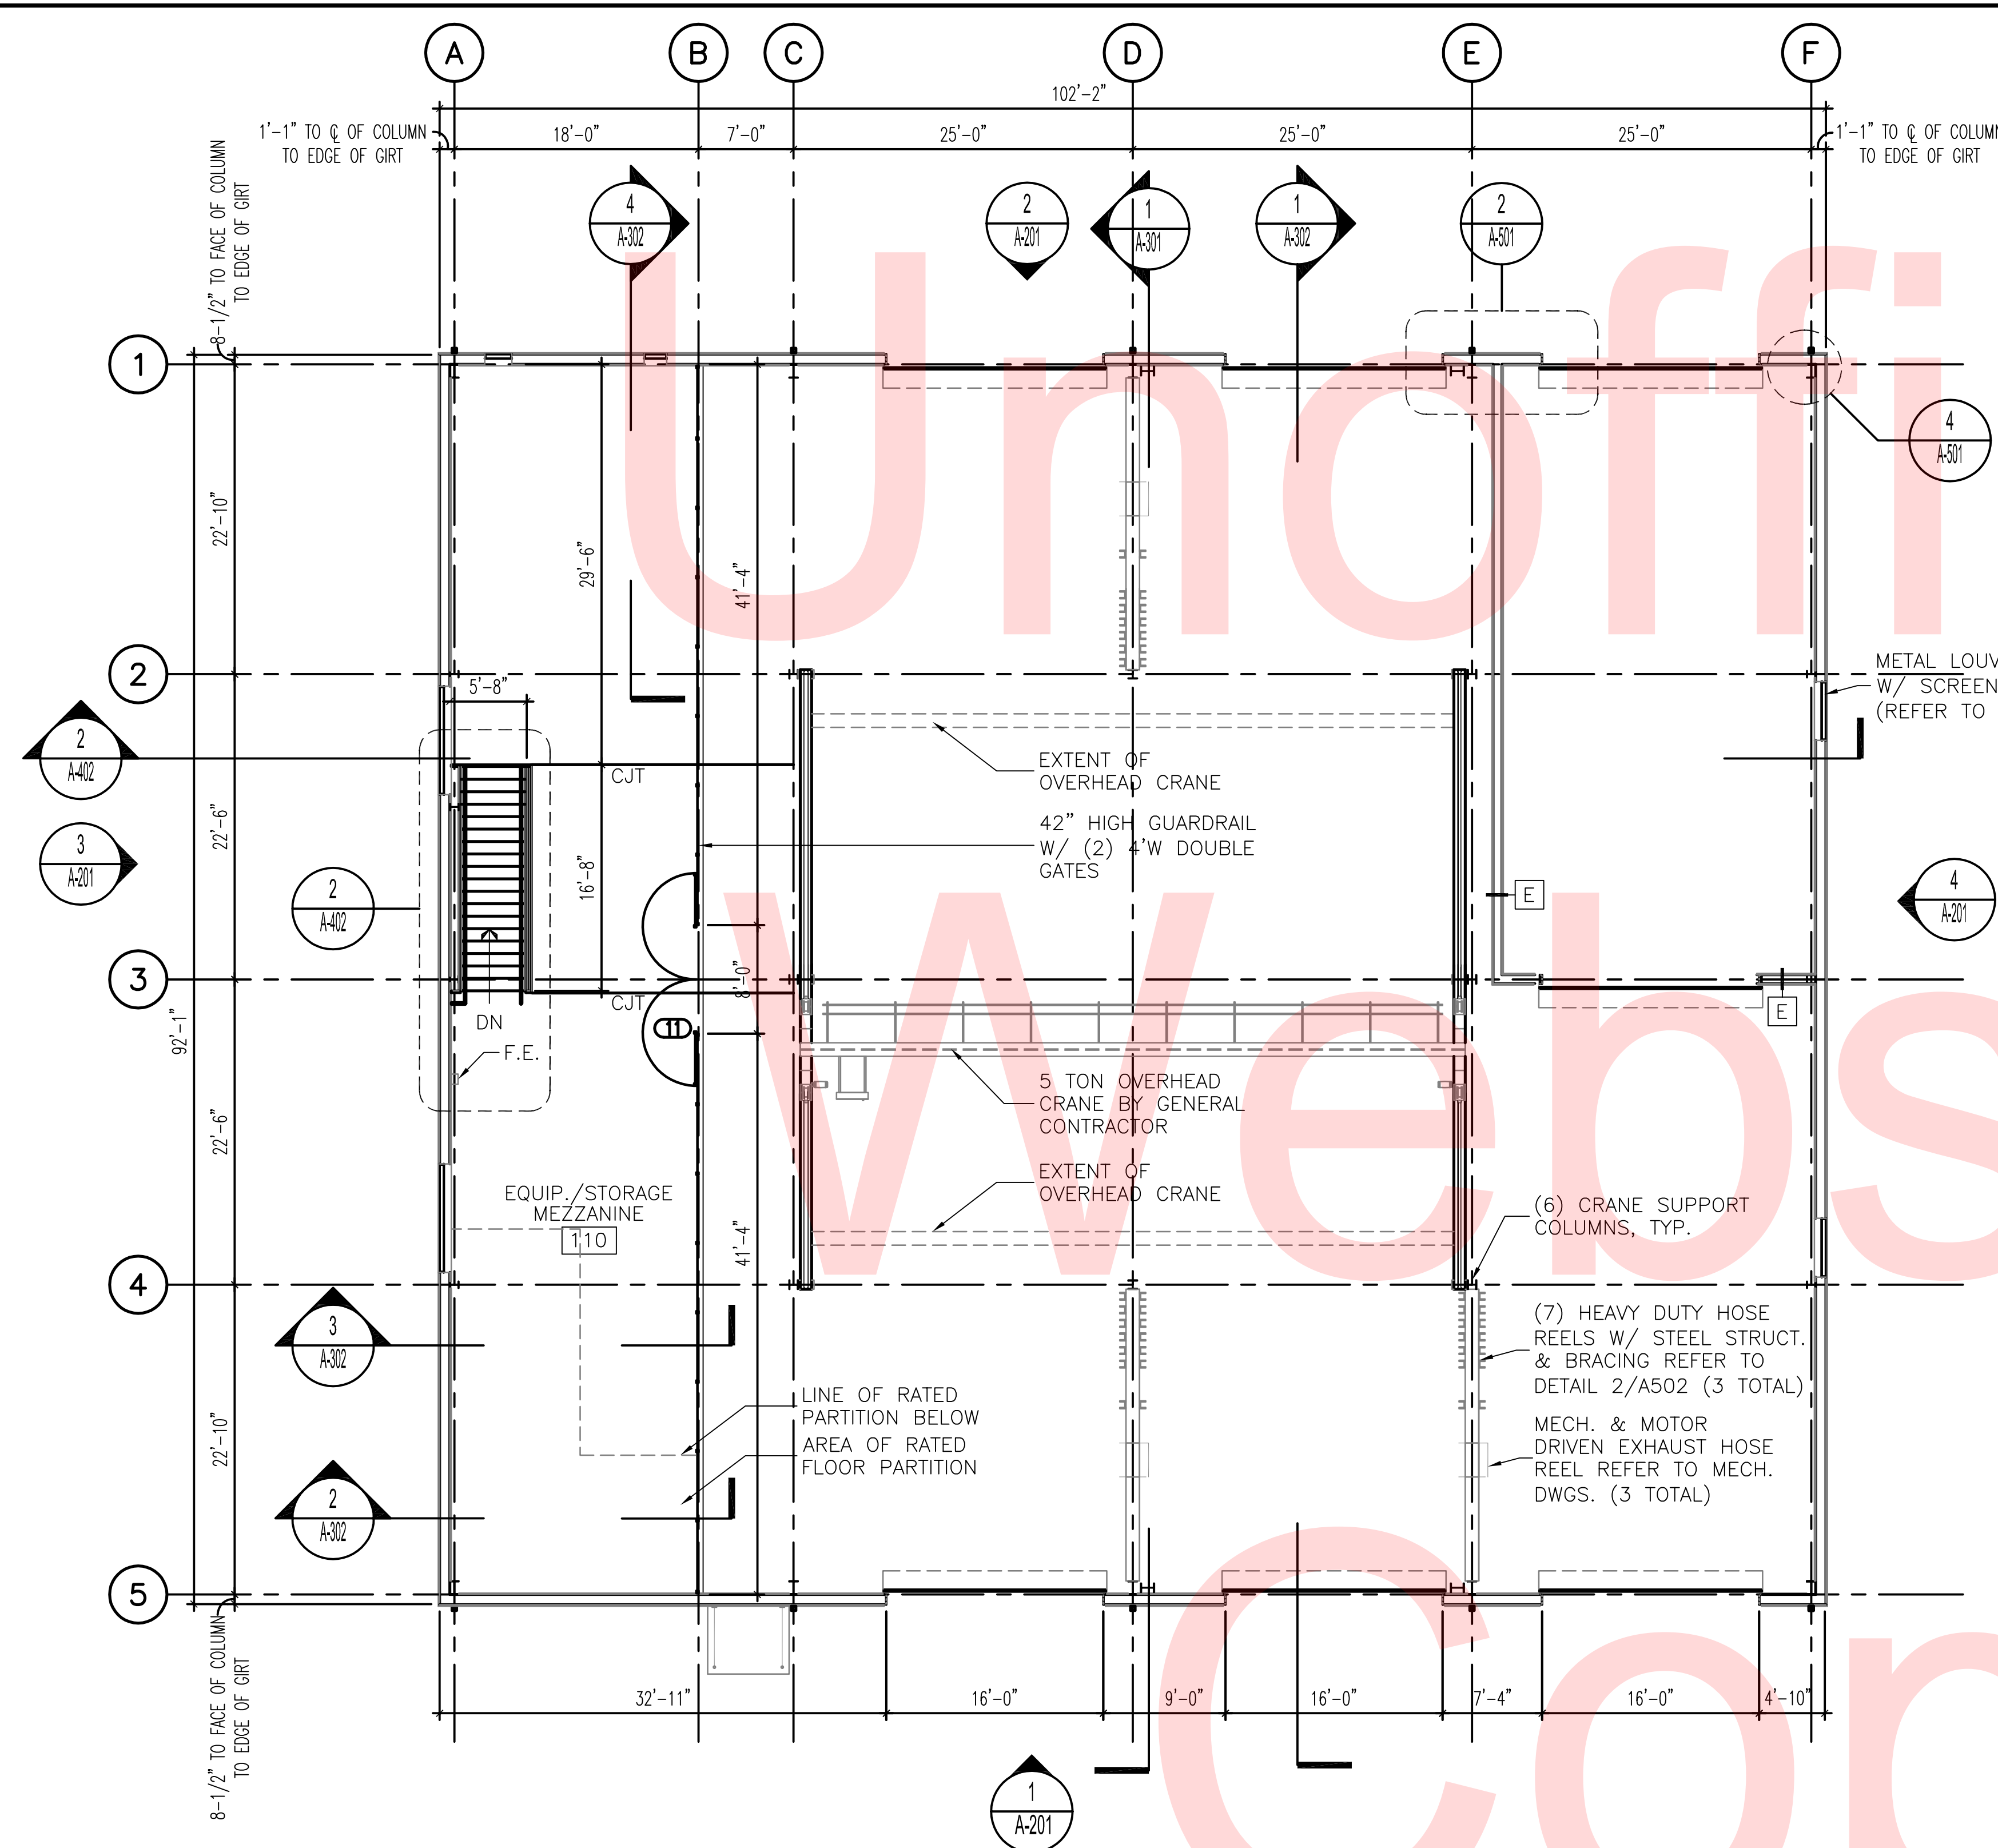 A
B
C
D
E
F
102'-2"
1'-1" TO ℄ OF COLUMN
TO EDGE OF GIRT
18'-0"
7'-0"
25'-0"
25'-0"
25'-0"
1'-1" TO ℄ OF COLUMN
TO EDGE OF GIRT
8-1/2" TO FACE OF COLUMN
TO EDGE OF GIRT
4
A-302
2
A-201
1
A-301
1
A-302
2
A-501
Unoffi
1
4
A-501
22'-10"
29'-6"
41'-4"
2
5'-8"
METAL LOUV
W/ SCREEN
(REFER TO
2
A-402
CJT
EXTENT OF
OVERHEAD CRANE
42" HIGH GUARDRAIL
W/ (2) 4'W DOUBLE
GATES
22'-6"
3
A-201
16'-8"
2
A-402
E
4
A-201
Webs
3
8'-0"
CJT
11
E
DN
F.E.
92'-1"
5 TON OVERHEAD
CRANE BY GENERAL
CONTRACTOR
22'-6"
EXTENT OF
OVERHEAD CRANE
EQUIP./STORAGE
MEZZANINE
110
41'-4"
(6) CRANE SUPPORT
COLUMNS, TYP.
4
3
A-302
(7) HEAVY DUTY HOSE
REELS W/ STEEL STRUCT.
& BRACING REFER TO
DETAIL 2/A502 (3 TOTAL)
22'-10"
LINE OF RATED
PARTITION BELOW
AREA OF RATED
FLOOR PARTITION
MECH. & MOTOR
DRIVEN EXHAUST HOSE
REEL REFER TO MECH.
DWGS. (3 TOTAL)
2
A-302
5
8-1/2" TO FACE OF COLUMN
TO EDGE OF GIRT
32'-11"
16'-0"
9'-0"
16'-0"
7'-4"
16'-0"
4'-10"
Cop
1
A-201